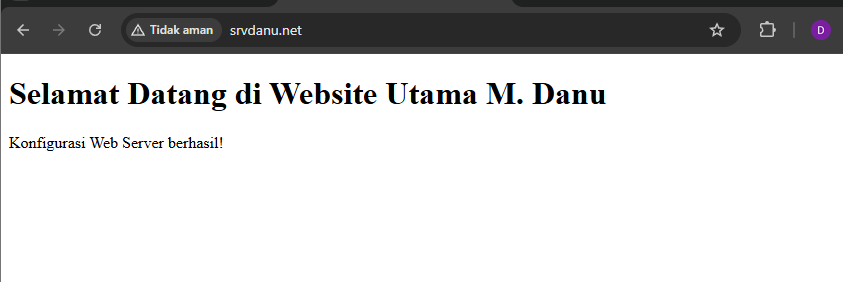 Tidak aman
srvdanu.net
D
Selamat Datang di Website Utama M. Danu
Konfigurasi Web Server berhasil!